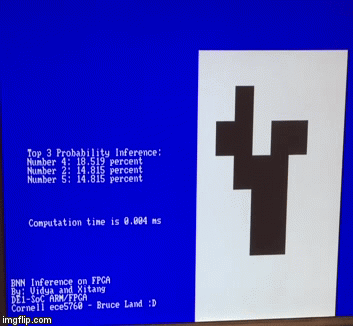 Top 3 Probability Inference:
Number 4: 18.519 percent
Number 2: 14.815 percent
Number 5: 14.815 percent
Computation time is 0.004 ms
BNN Inference on FPGA
By: Vidya and Xitang
DE1-SoC ARM/FPGA
Cornell ece5760 - Bruce Land :D
imgflip.com